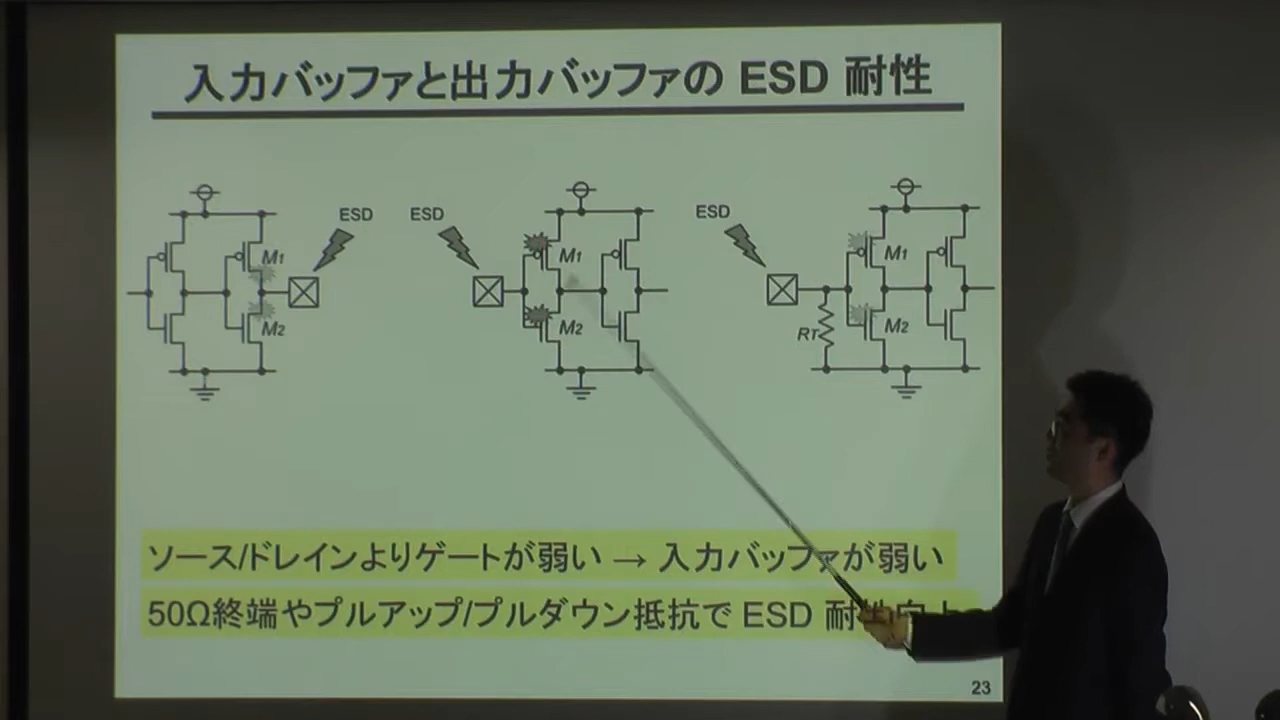 入力バッファと出力バッファの ESD 耐性
ESD
M1
M2
ESD
M1
M2
ESD
M1
M2
RT
ソース/ドレインよりゲートが弱い → 入力バッファが弱い
50Ω終端やプルアップ/プルダウン抵抗で ESD 耐性向上
23